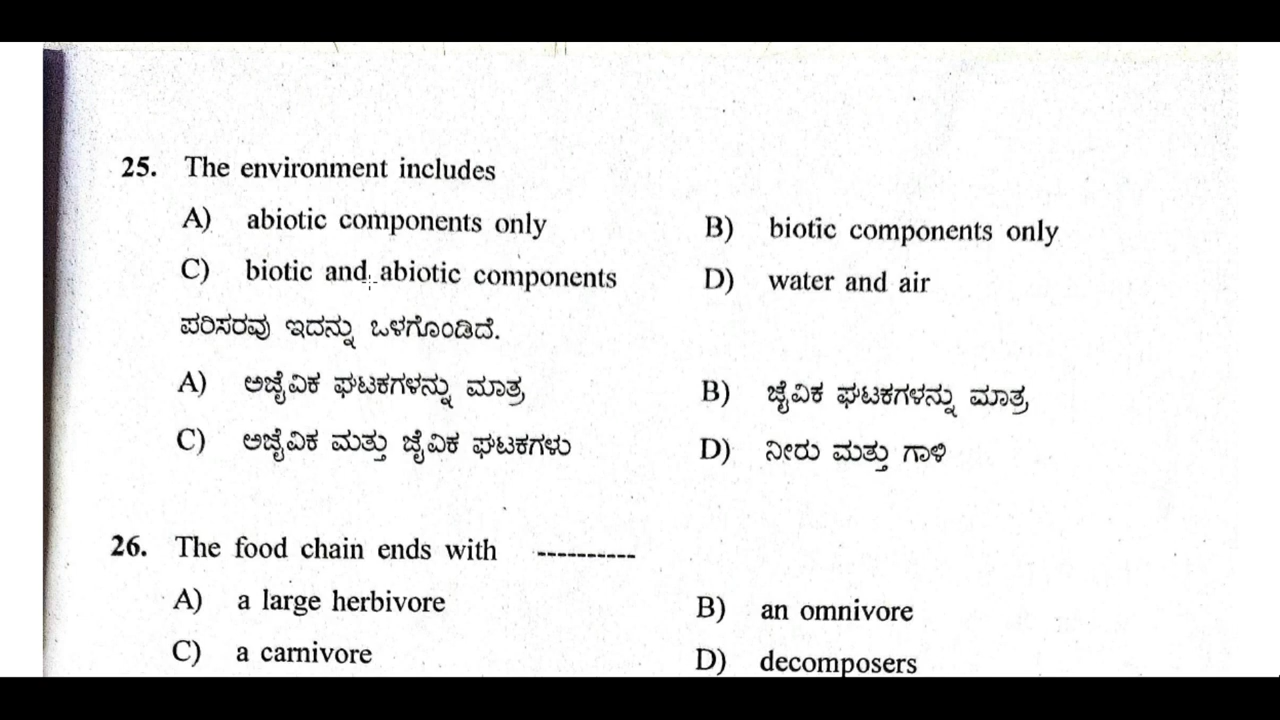 25. The environment includes
A) abiotic components only B) biotic components only
C) biotic and abiotic components D) water and air
ಪರಿಸರವು ಇದನ್ನು ಒಳಗೊಂಡಿದೆ.
A) ಅಜೈವಿಕ ಘಟಕಗಳನ್ನು ಮಾತ್ರ B) ಜೈವಿಕ ಘಟಕಗಳನ್ನು ಮಾತ್ರ
C) ಅಜೈವಿಕ ಮತ್ತು ಜೈವಿಕ ಘಟಕಗಳು D) ನೀರು ಮತ್ತು ಗಾಳಿ
26. The food chain ends with ----------
A) a large herbivore B) an omnivore
C) a carnivore D) decomposers